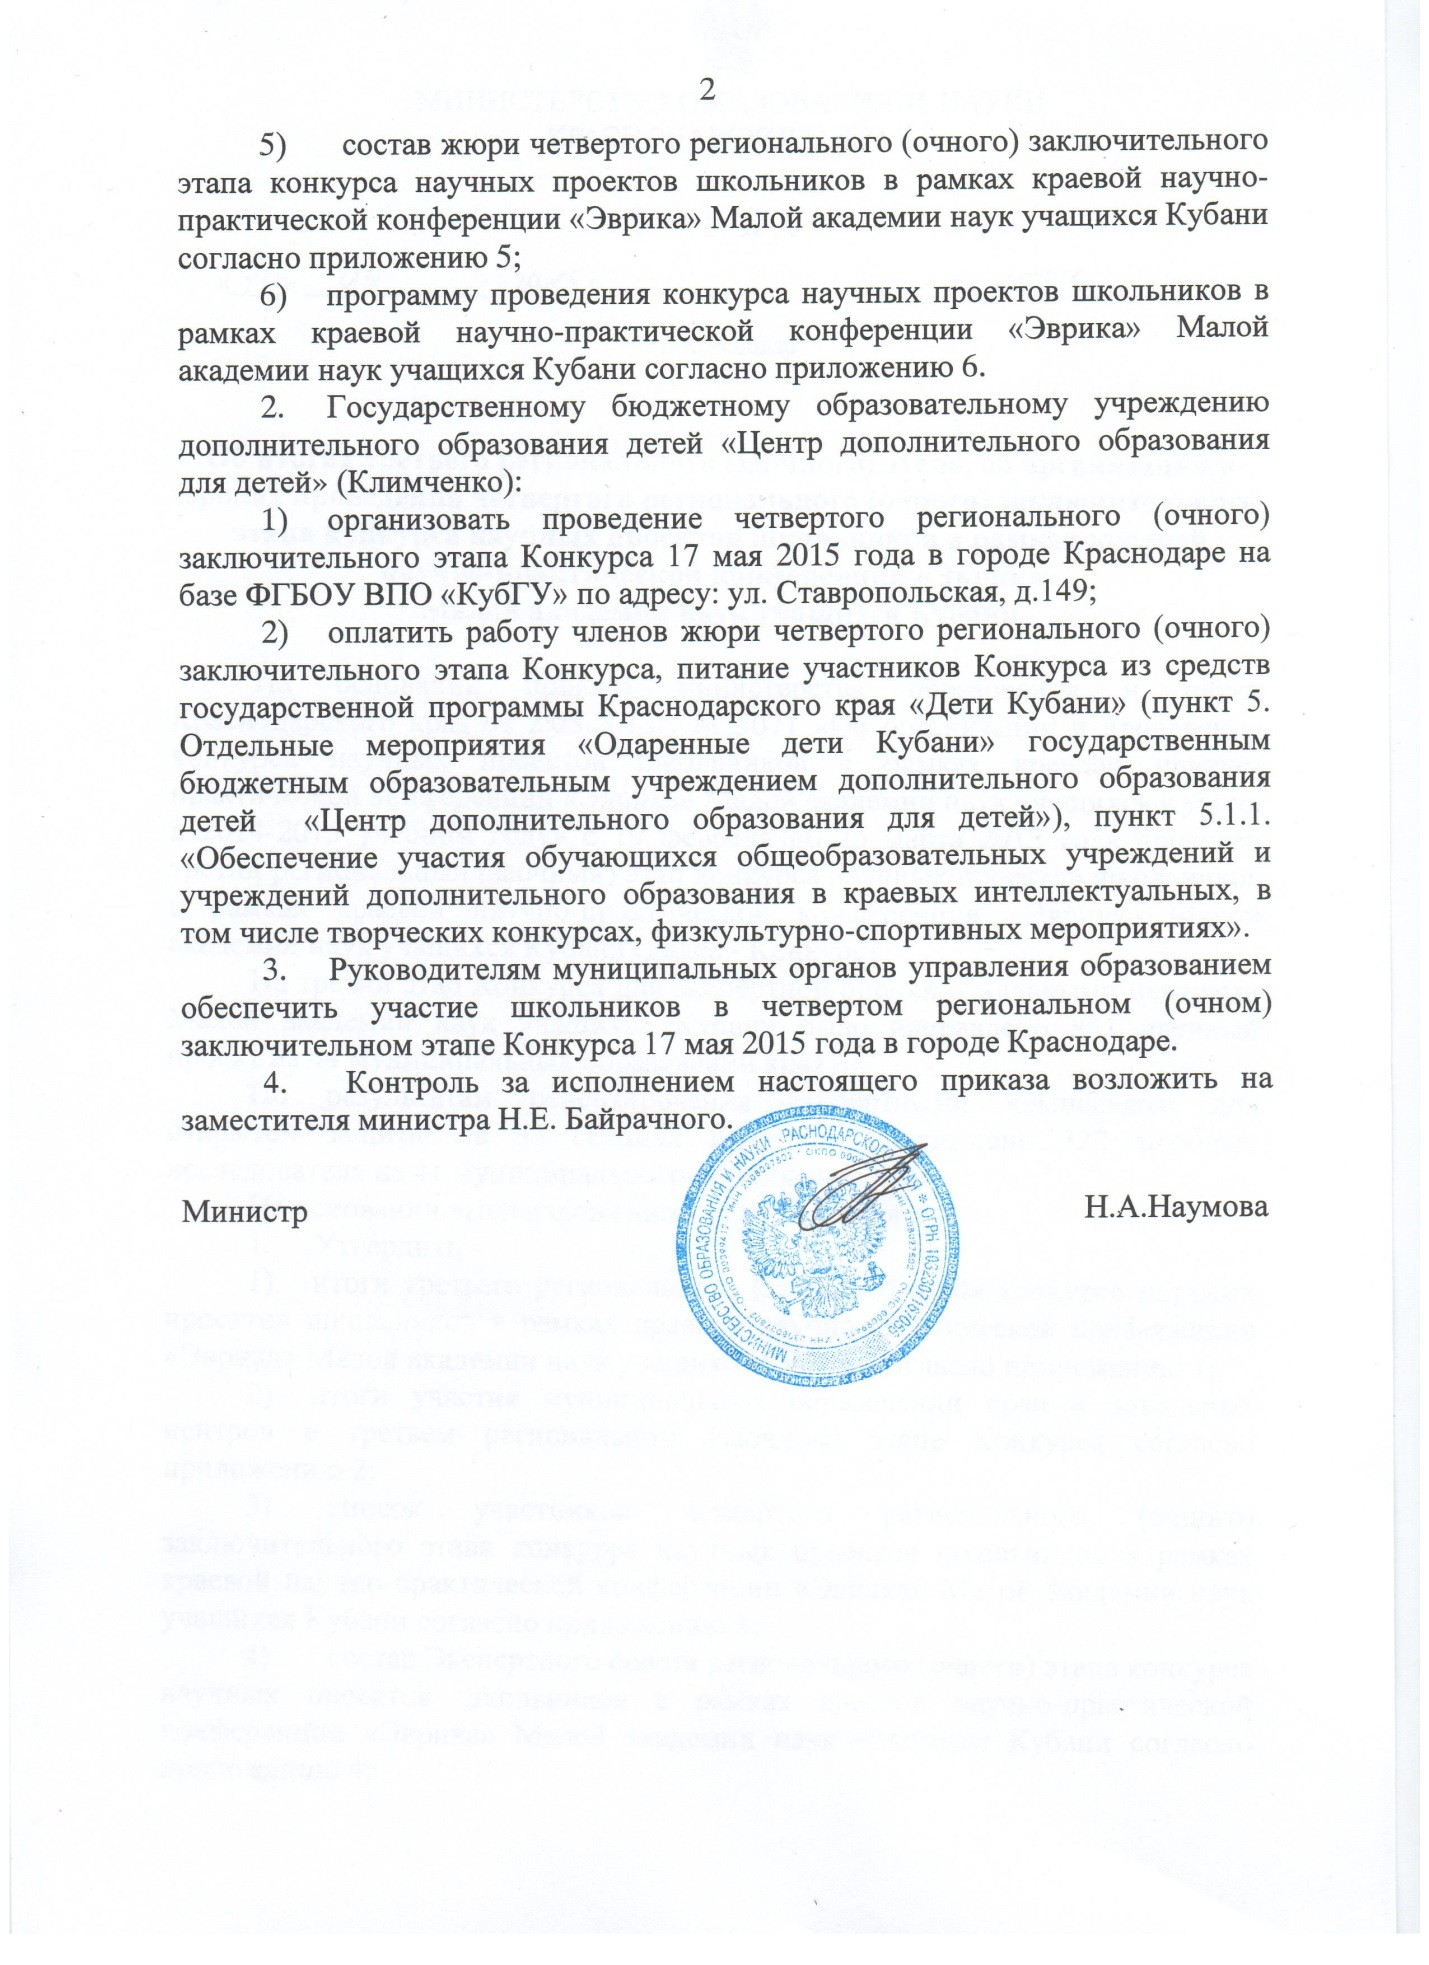 2
5) состав жюри четвертого регионального (очного) заключительного
этапа конкурса научных проектов школьников в рамках краевой научно-
практической конференции «Эврика» Малой академии наук учащихся Кубани
согласно приложению 5;
6) программу проведения конкурса научных проектов школьников в
рамках краевой научно-практической конференции «Эврика» Малой
академии наук учащихся Кубани согласно приложению 6.
2. Государственному бюджетному образовательному учреждению
дополнительного образования детей «Центр дополнительного образования
для детей» (Климченко):
1) организовать проведение четвертого регионального (очного)
заключительного этапа Конкурса 17 мая 2015 года в городе Краснодаре на
базе ФГБОУ ВПО «КубГУ» по адресу: ул. Ставропольская, д.149;
2) оплатить работу членов жюри четвертого регионального (очного)
заключительного этапа Конкурса, питание участников Конкурса из средств
государственной программы Краснодарского края «Дети Кубани» (пункт 5.
Отдельные мероприятия «Одаренные дети Кубани» государственным
бюджетным образовательным учреждением дополнительного образования
детей «Центр дополнительного образования для детей»), пункт 5.1.1.
«Обеспечение участия обучающихся общеобразовательных учреждений и
учреждений дополнительного образования в краевых интеллектуальных, в
том числе творческих конкурсах, физкультурно-спортивных мероприятиях».
3. Руководителям муниципальных органов управления образованием
обеспечить участие школьников в четвертом региональном (очном)
заключительном этапе Конкурса 17 мая 2015 года в городе Краснодаре.
4. Контроль за исполнением настоящего приказа возложить на
заместителя министра Н.Е. Байрачного.
Министр Н.А.Наумова
МИНИСТЕРСТВО ОБРАЗОВАНИЯ И НАУКИ КРАСНОДАРСКОГО КРАЯ * ОГРН 1032307167056